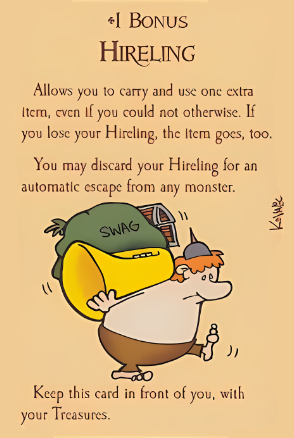 +1 Bonus
Hireling
Allows you to carry and use one extra
item, even if you could not otherwise. If
you lose your Hireling, the item goes, too.
You may discard your Hireling for an
automatic escape from any monster.
SWAG
Kovalic
Keep this card in front of you, with
your Treasures.